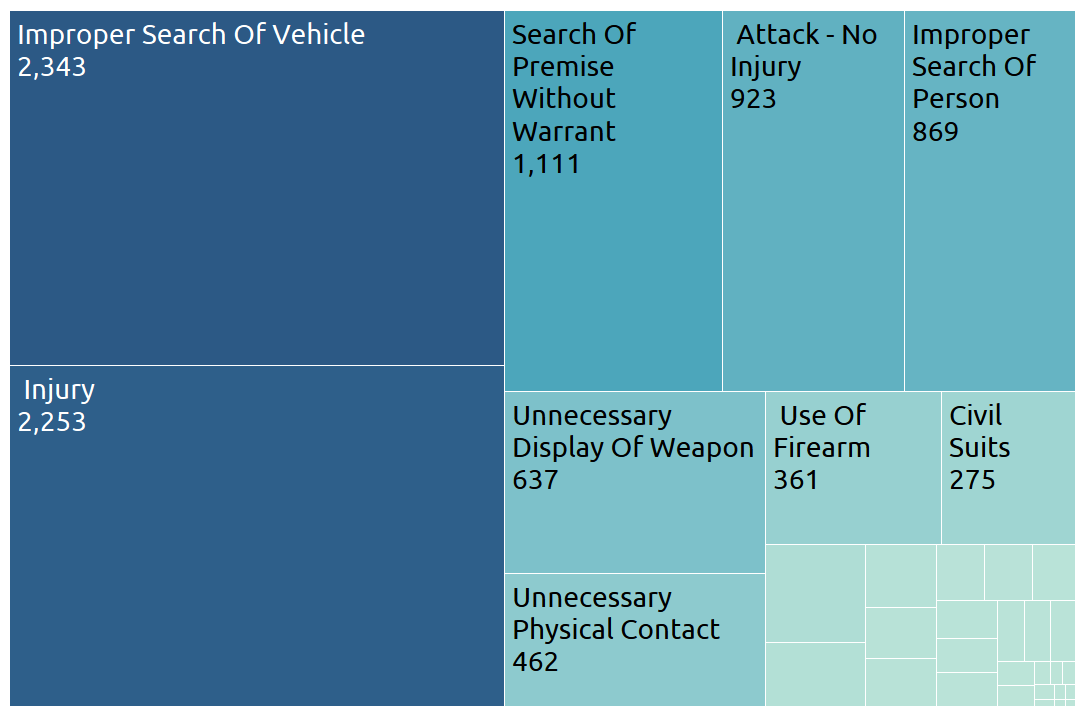 Improper Search Of Vehicle
2,343
Injury
2,253
Search Of
Premise
Without
Warrant
1,111
Attack - No
Injury
923
Improper
Search Of
Person
869
Unnecessary
Display Of Weapon
637
Unnecessary
Physical Contact
462
Use Of
Firearm
361
Civil
Suits
275